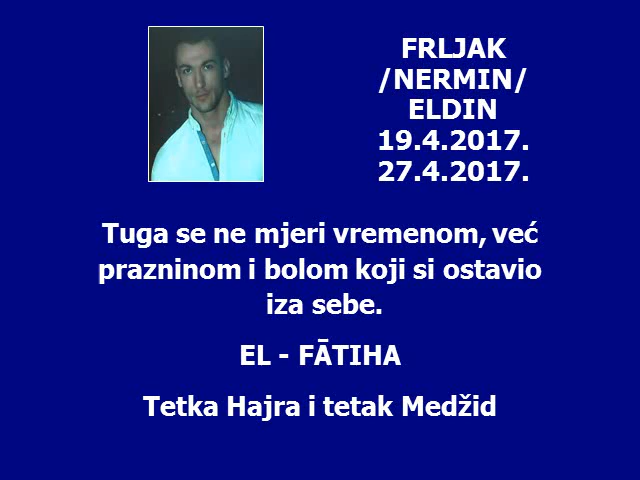 FRLJAK
/NERMIN/
ELDIN
19.4.2017.
27.4.2017.
Tuga se ne mjeri vremenom, već
prazninom i bolom koji si ostavio
iza sebe.
EL - FĀTIHA
Tetka Hajra i tetak Medžid